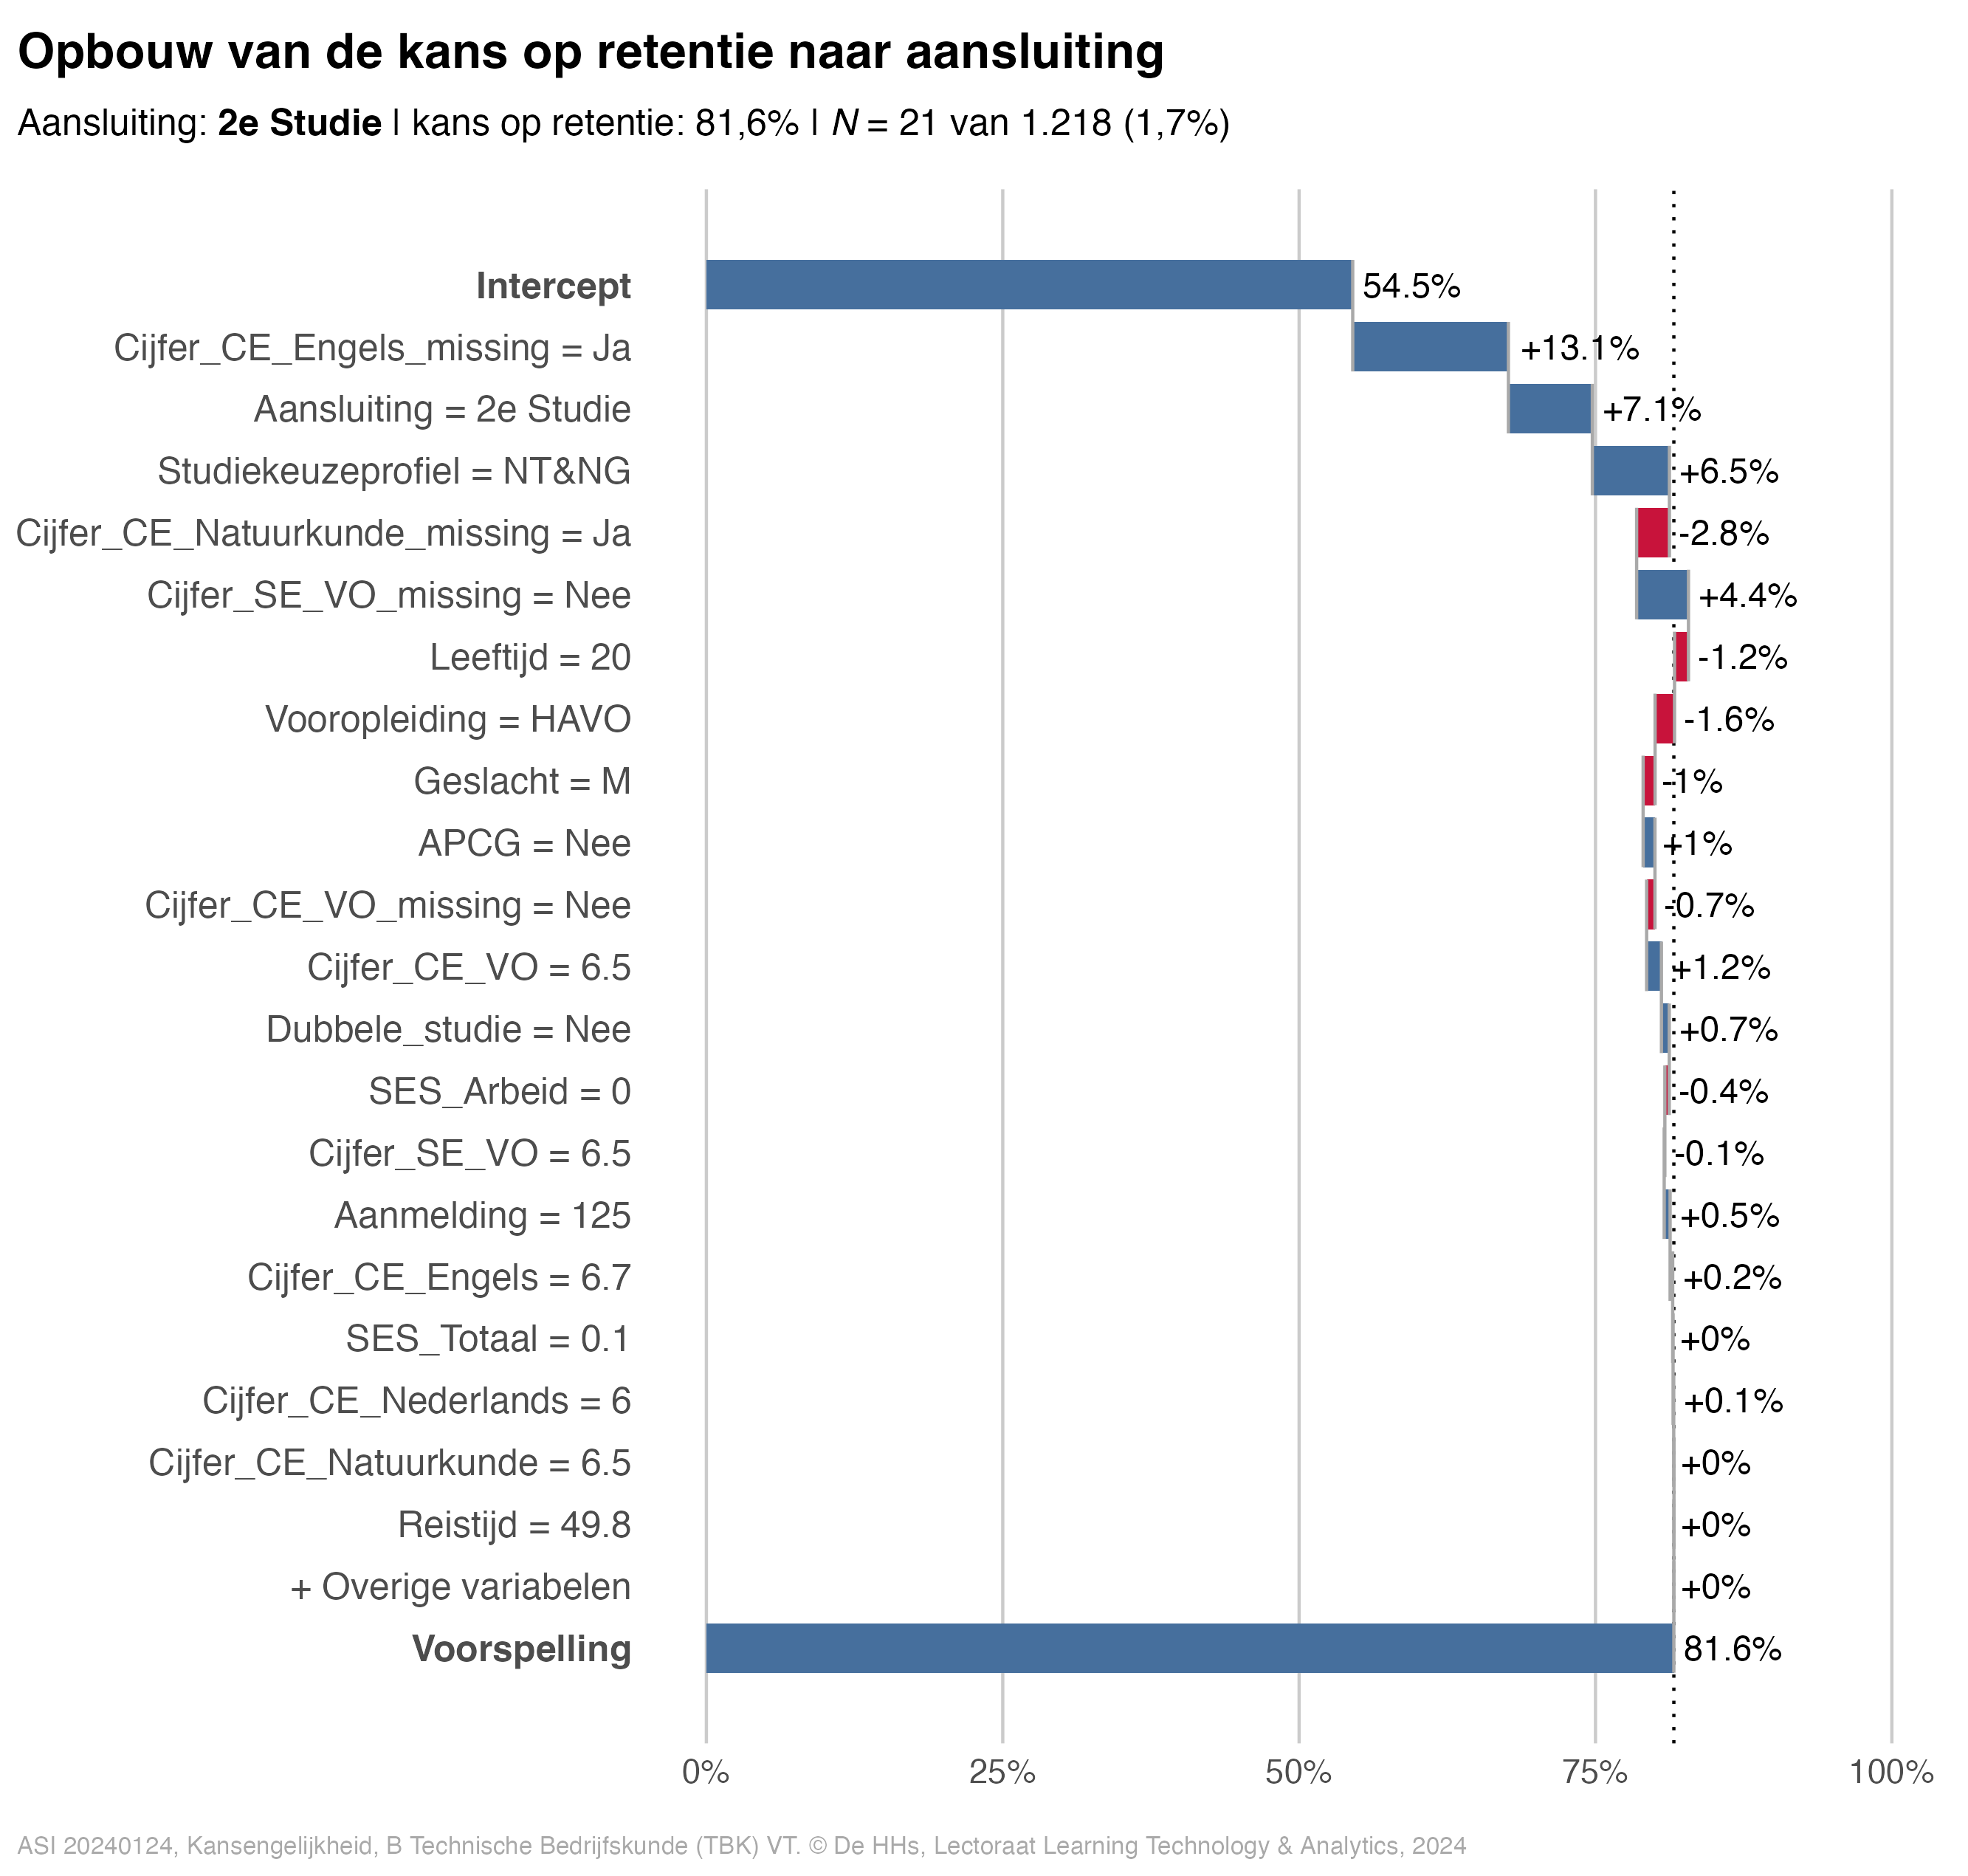 Opbouw van de kans op retentie naar aansluiting
Aansluiting: 2e Studie | kans op retentie: 81,6% | N = 21 van 1.218 (1,7%)
Intercept 54.5%
Cijfer_CE_Engels_missing = Ja +13.1%
Aansluiting = 2e Studie +7.1%
Studiekeuzeprofiel = NT&NG +6.5%
Cijfer_CE_Natuurkunde_missing = Ja -2.8%
Cijfer_SE_VO_missing = Nee +4.4%
Leeftijd = 20 -1.2%
Vooropleiding = HAVO -1.6%
Geslacht = M -1%
APCG = Nee +1%
Cijfer_CE_VO_missing = Nee -0.7%
Cijfer_CE_VO = 6.5 +1.2%
Dubbele_studie = Nee +0.7%
SES_Arbeid = 0 -0.4%
Cijfer_SE_VO = 6.5 -0.1%
Aanmelding = 125 +0.5%
Cijfer_CE_Engels = 6.7 +0.2%
SES_Totaal = 0.1 +0%
Cijfer_CE_Nederlands = 6 +0.1%
Cijfer_CE_Natuurkunde = 6.5 +0%
Reistijd = 49.8 +0%
+ Overige variabelen +0%
Voorspelling 81.6%
0% 25% 50% 75% 100%
ASI 20240124, Kansengelijkheid, B Technische Bedrijfskunde (TBK) VT. © De HHs, Lectoraat Learning Technology & Analytics, 2024